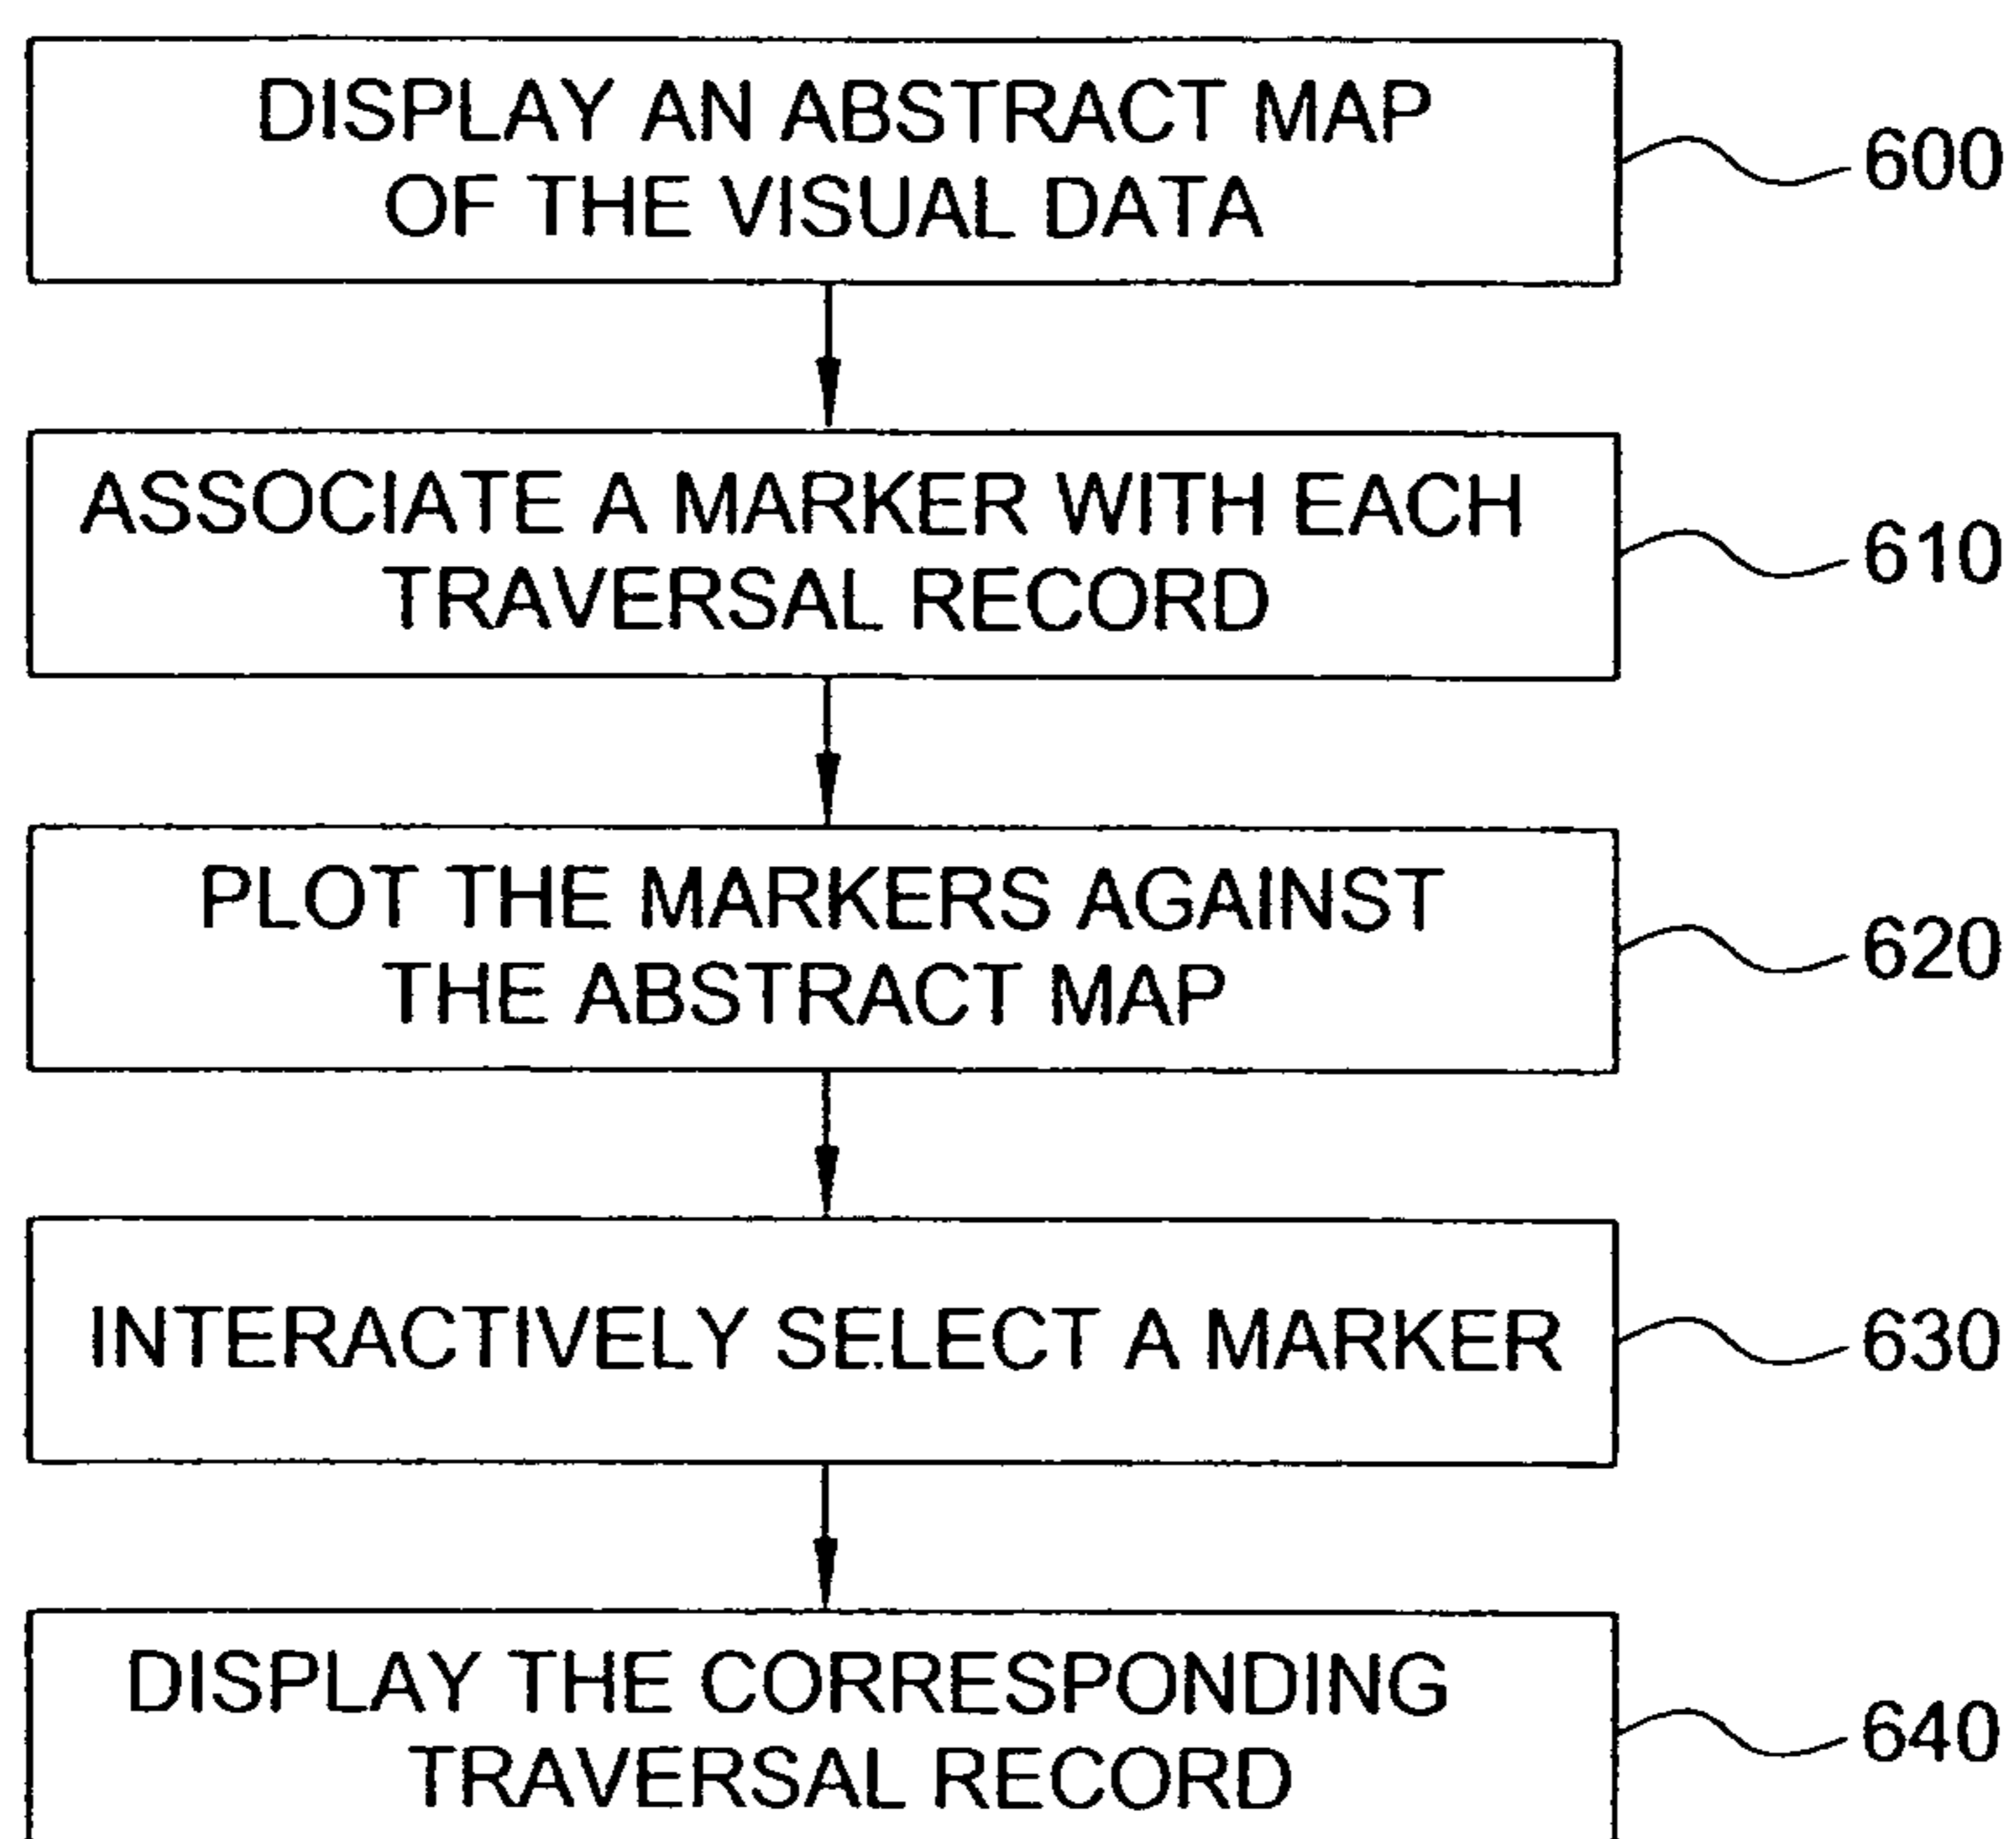 DISPLAY AN ABSTRACT MAP
OF THE VISUAL DATA
600
ASSOCIATE A MARKER WITH EACH
TRAVERSAL RECORD
610
PLOT THE MARKERS AGAINST
THE ABSTRACT MAP
620
INTERACTIVELY SELECT A MARKER
630
DISPLAY THE CORRESPONDING
TRAVERSAL RECORD
640